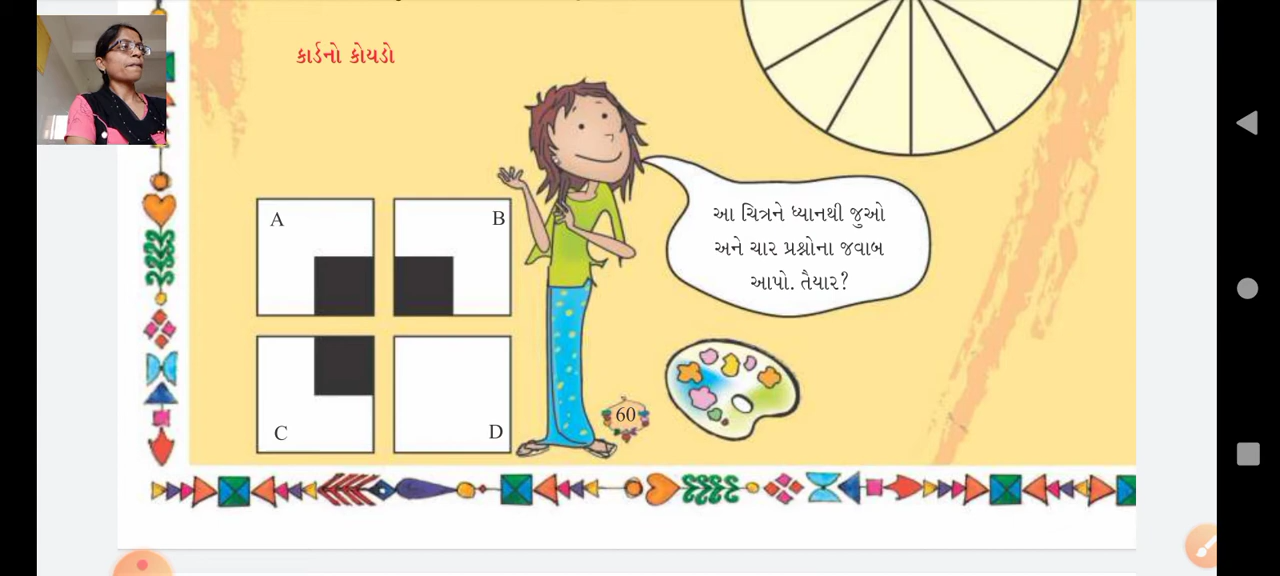 કાર્ડનો કોયડો
આ ચિત્રને ધ્યાનથી જુઓ
અને ચાર પ્રશ્નોના જવાબ
આપો. તૈયાર?
A
B
C
D
60